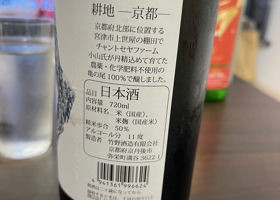 耕地 ―京都―
京都府北部に位置する
宮津市上世屋の棚田で
チャントセヤファーム
小山氏が丹精込めて育てた
農薬・化学肥料不使用の
亀の尾100%で醸しました。
品目 日本酒
内容量 720ml
原材料名 米(国産)、
米麹(国産米)
精米歩合 50%
アルコール分 11度
製造者 竹野酒造有限会社
京都府京丹後市
弥栄町溝谷 3622-1
4941361996624